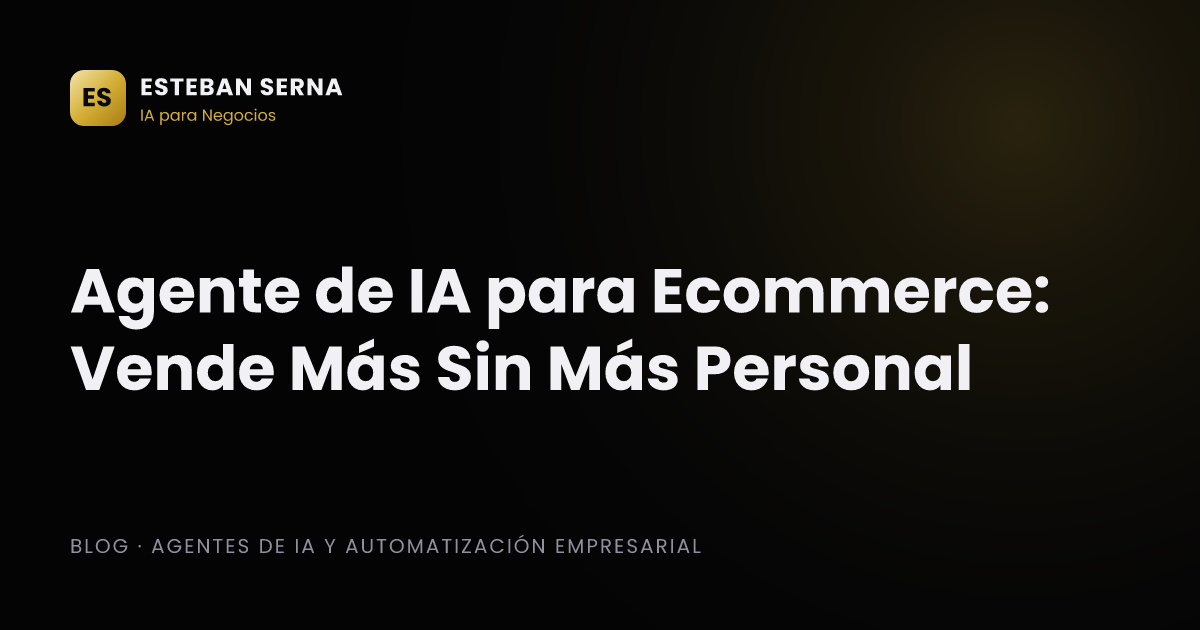 ES
ESTEBAN SERNA
IA para Negocios
Agente de IA para Ecommerce:
Vende Más Sin Más Personal
BLOG · AGENTES DE IA Y AUTOMATIZACIÓN EMPRESARIAL